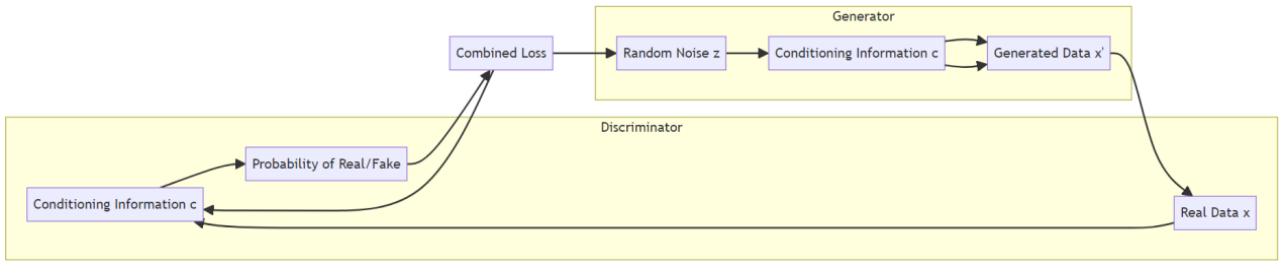 Generator
Combined Loss
Random Noise z
Conditioning Information c
Generated Data x'
Discriminator
Probability of Real/Fake
Conditioning Information c
Real Data x